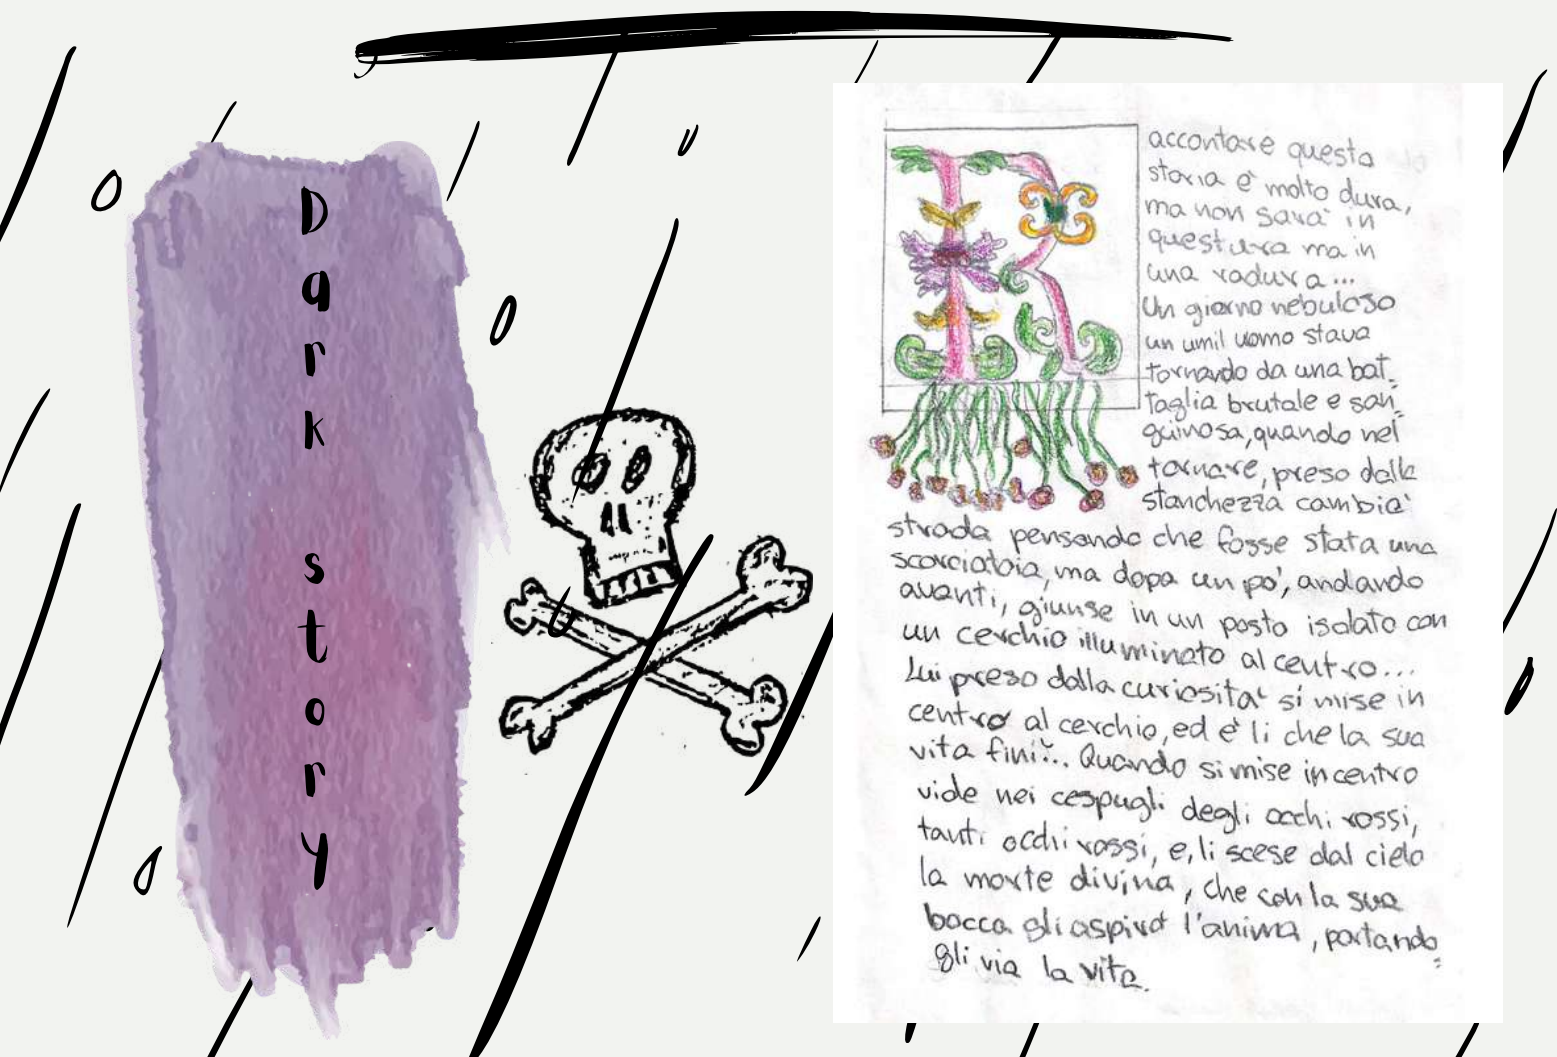 Dark story
R
accontare questa
storia è molto dura,
ma non sarà in
questura ma in
una radura...
Un giorno nebuloso
un umil uomo stava
tornando da una bat=
taglia brutale e san=
guinosa, quando nel
tornare, preso dalla
stanchezza cambià
strada pensando che fosse stata una
scorciatoia, ma dopo un po', andando
avanti, giunse in un posto isolato con
un cerchio illuminato al centro...
Lui preso dalla curiosità si mise in
centro al cerchio, ed è li che la sua
vita finì... Quando si mise in centro
vide nei cespugli degli occhi rossi,
tanti occhi rossi, e, li scese dal cielo
la morte divina, che con la sua
bocca gli aspirò l'anima, portando=
gli via la vita.